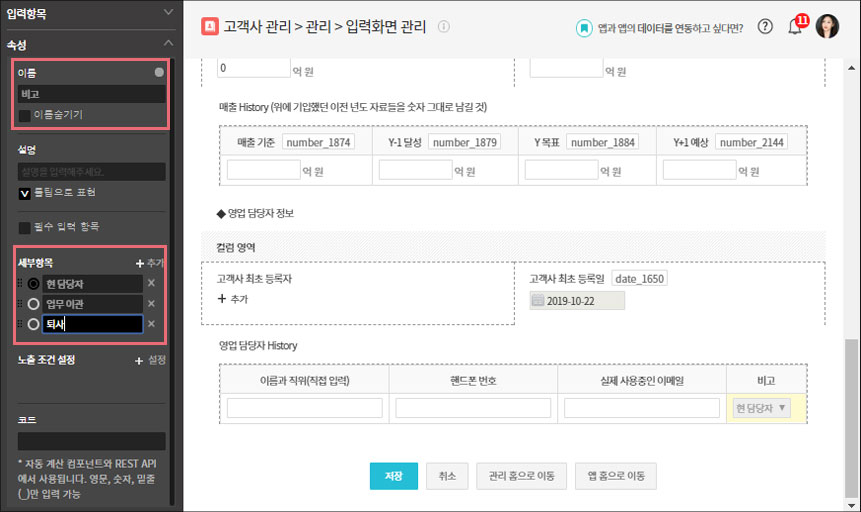 입력항목
속성
이름
비고
이름숨기기
설명
설명을 입력해주세요.
툴팁으로 표현
필수 입력 항목
세부항목 + 추가
현 담당자
업무 이관
퇴사
노출 조건 설정 + 설정
코드
* 자동 계산 컴포넌트와 REST API
에서 사용됩니다. 영문, 숫자, 밑줄
(_)만 입력 가능
고객사 관리 > 관리 > 입력화면 관리
앱과 앱의 데이터를 연동하고 싶다면?
11
0 억 원
억 원
매출 History (위에 기입했던 이전 년도 자료들을 숫자 그대로 남길 것)
매출 기준 number_1874 Y-1 달성 number_1879 Y 목표 number_1884 Y+1 예상 number_2144
억 원 억 원 억 원 억 원
◆ 영업 담당자 정보
컬럼 영역
고객사 최초 등록자
+ 추가
고객사 최초 등록일 date_1650
2019-10-22
영업 담당자 History
이름과 직위(직접 입력) 핸드폰 번호 실제 사용중인 이메일 비고
현 담당자 ▼
저장 취소 관리 홈으로 이동 앱 홈으로 이동